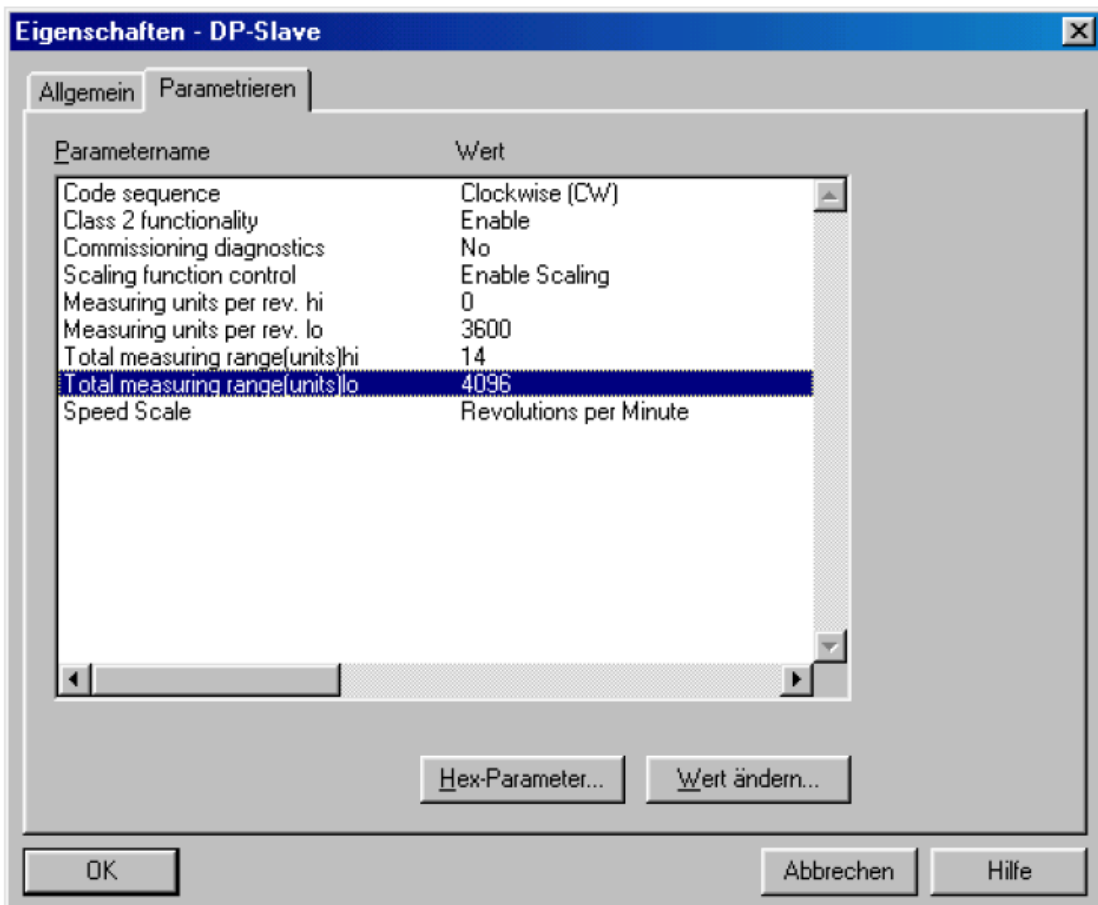 Eigenschaften - DP-Slave
Allgemein Parametrieren
Parametername Wert
Code sequence Clockwise (CW)
Class 2 functionality Enable
Commissioning diagnostics No
Scaling function control Enable Scaling
Measuring units per rev. hi 0
Measuring units per rev. lo 3600
Total measuring range(units)hi 14
Total measuring range(units)lo 4096
Speed Scale Revolutions per Minute
Hex-Parameter... Wert ändern...
OK Abbrechen Hilfe